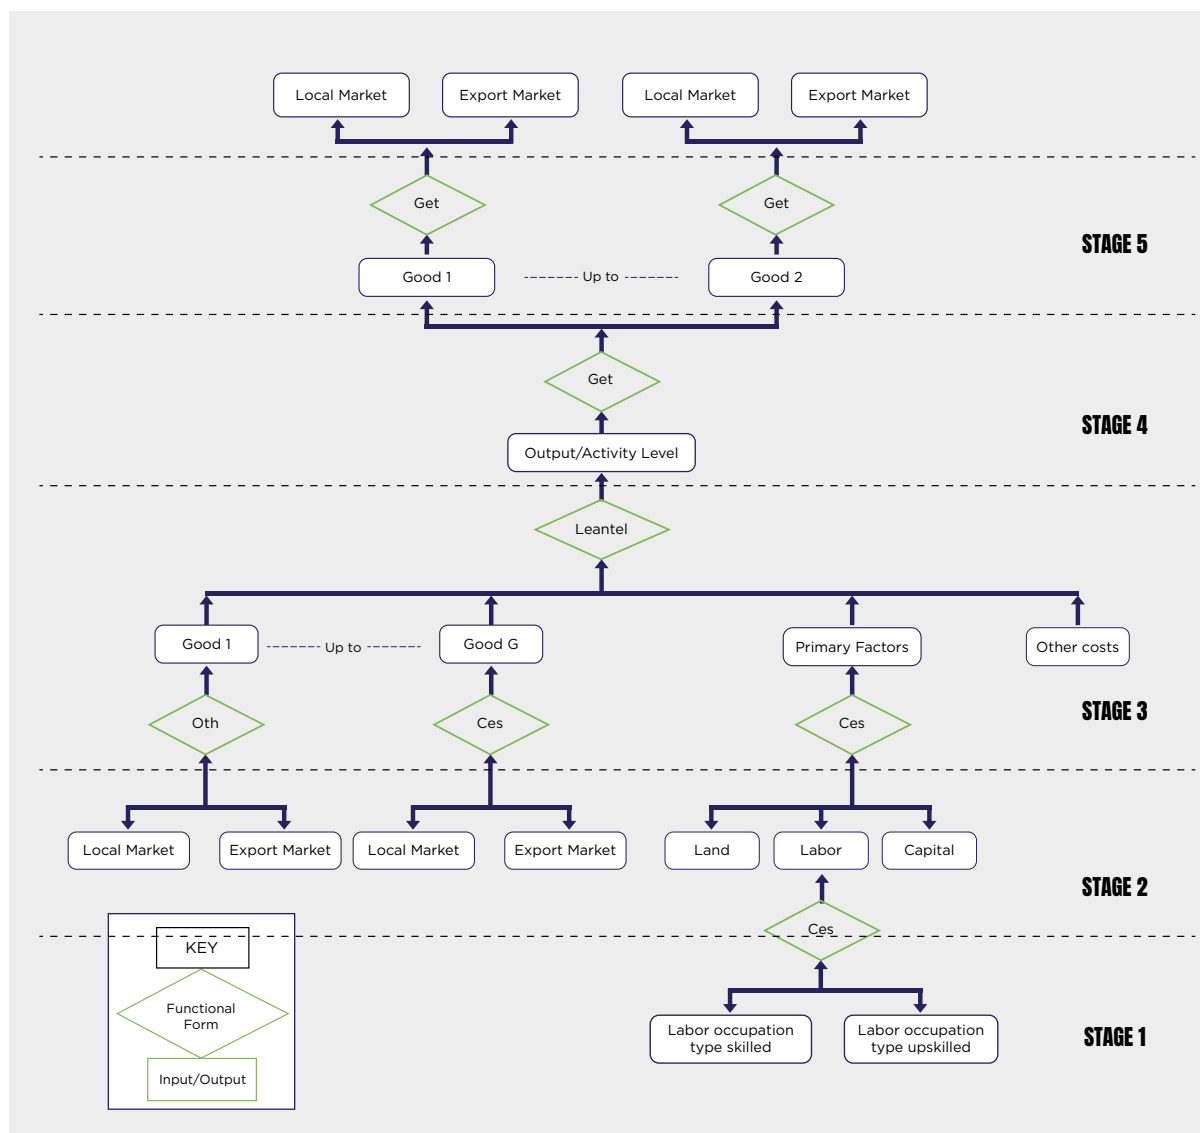 Local Market
Export Market
Local Market
Export Market
Get
Get
STAGE 5
Good 1
Up to
Good 2
Get
STAGE 4
Output/Activity Level
Leantel
Good 1
Up to
Good G
Primary Factors
Other costs
Oth
Ces
Ces
STAGE 3
Local Market
Export Market
Local Market
Export Market
Land
Labor
Capital
STAGE 2
Ces
KEY
Functional
Form
Input/Output
Labor occupation
type skilled
Labor occupation
type upskilled
STAGE 1